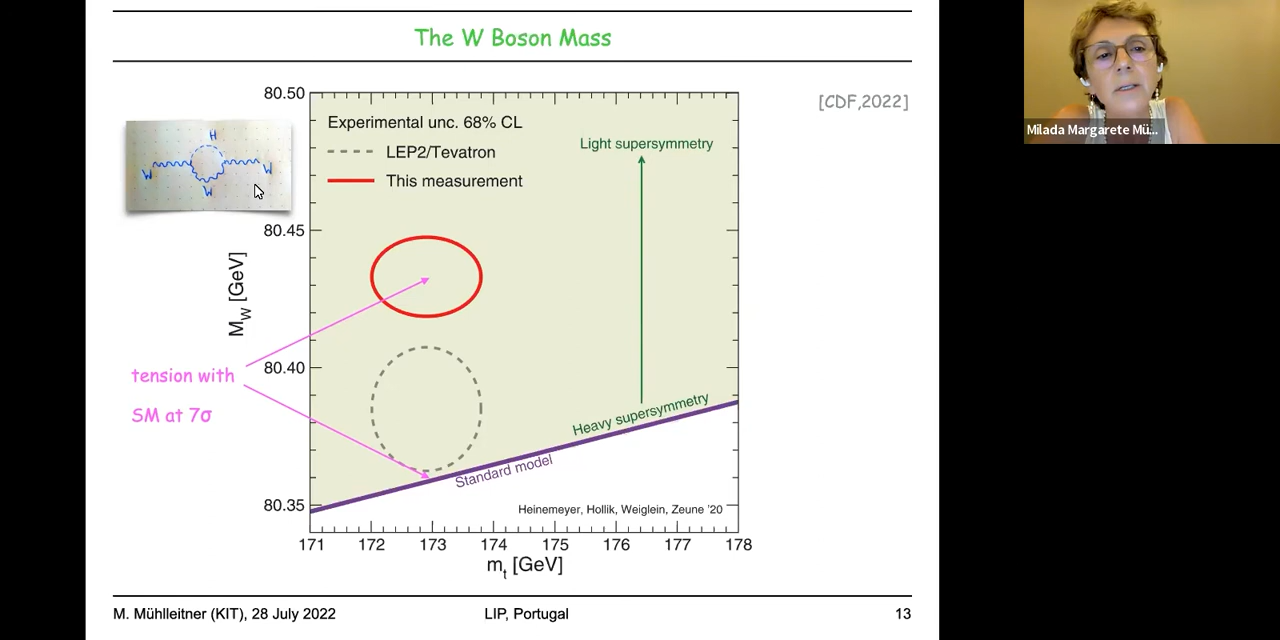 The W Boson Mass
[CDF,2022]
Milada Margarete Mü...
H
W
W
W
80.50
80.45
80.40
80.35
M_W [GeV]
Experimental unc. 68% CL
LEP2/Tevatron
This measurement
Light supersymmetry
Heavy supersymmetry
Standard model
Heinemeyer, Hollik, Weiglein, Zeune '20
tension with
SM at 7σ
171 172 173 174 175 176 177 178
m_t [GeV]
M. Mühlleitner (KIT), 28 July 2022 LIP, Portugal 13